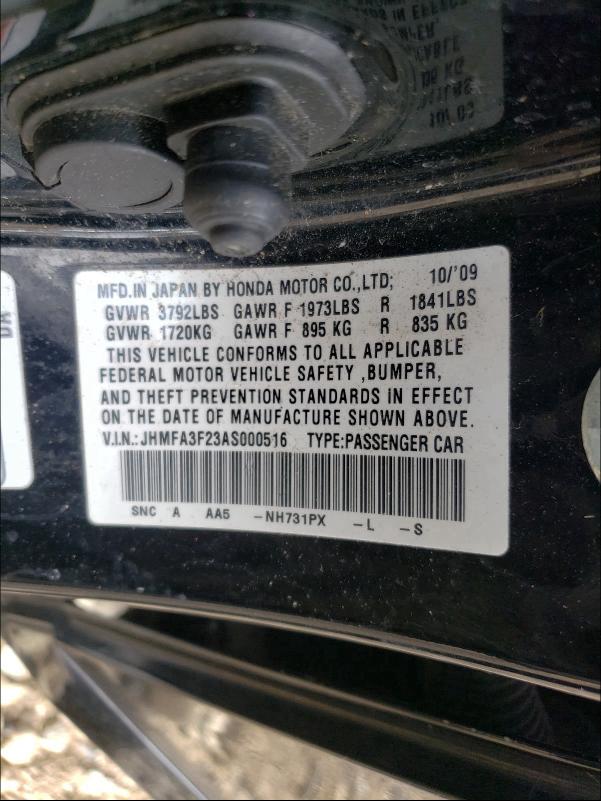 MFD.IN JAPAN BY HONDA MOTOR CO.,LTD; 10/'09
GVWR 3792LBS GAWR F 1973LBS R 1841LBS
GVWR 1720KG GAWR F 895 KG R 835 KG
THIS VEHICLE CONFORMS TO ALL APPLICABLE
FEDERAL MOTOR VEHICLE SAFETY ,BUMPER,
AND THEFT PREVENTION STANDARDS IN EFFECT
ON THE DATE OF MANUFACTURE SHOWN ABOVE.
V.I.N.:JHMFA3F23AS000516 TYPE:PASSENGER CAR
SNC A AA5 -NH731PX -L -S